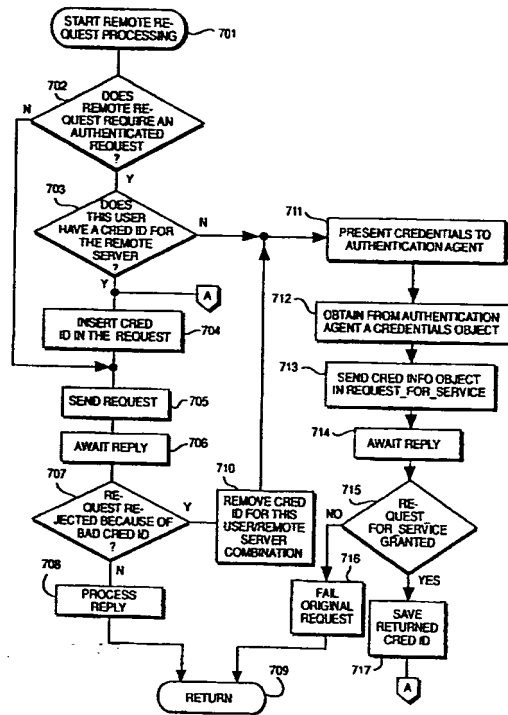 START REMOTE RE-
QUEST PROCESSING
701
702
N
DOES
REMOTE RE-
QUEST REQUIRE AN
AUTHENTICATED
REQUEST
?
Y
703
DOES
THIS USER
HAVE A CRED ID FOR
THE REMOTE
SERVER
?
N
Y
A
INSERT CRED
ID IN THE REQUEST
704
SEND REQUEST
705
AWAIT REPLY
706
707
RE-
QUEST RE-
JECTED BECAUSE OF
BAD CRED ID
?
Y
N
708
PROCESS
REPLY
710
REMOVE CRED
ID FOR THIS
USER/REMOTE
SERVER
COMBINATION
711
PRESENT CREDENTIALS TO
AUTHENTICATION AGENT
712
OBTAIN FROM AUTHENTICATION
AGENT A CREDENTIALS OBJECT
713
SEND CRED INFO OBJECT
IN REQUEST_FOR_SERVICE
714
AWAIT REPLY
715
RE-
QUEST
FOR_SERVICE
GRANTED
NO
YES
716
FAIL
ORIGINAL
REQUEST
SAVE
RETURNED
CRED ID
717
A
RETURN
709